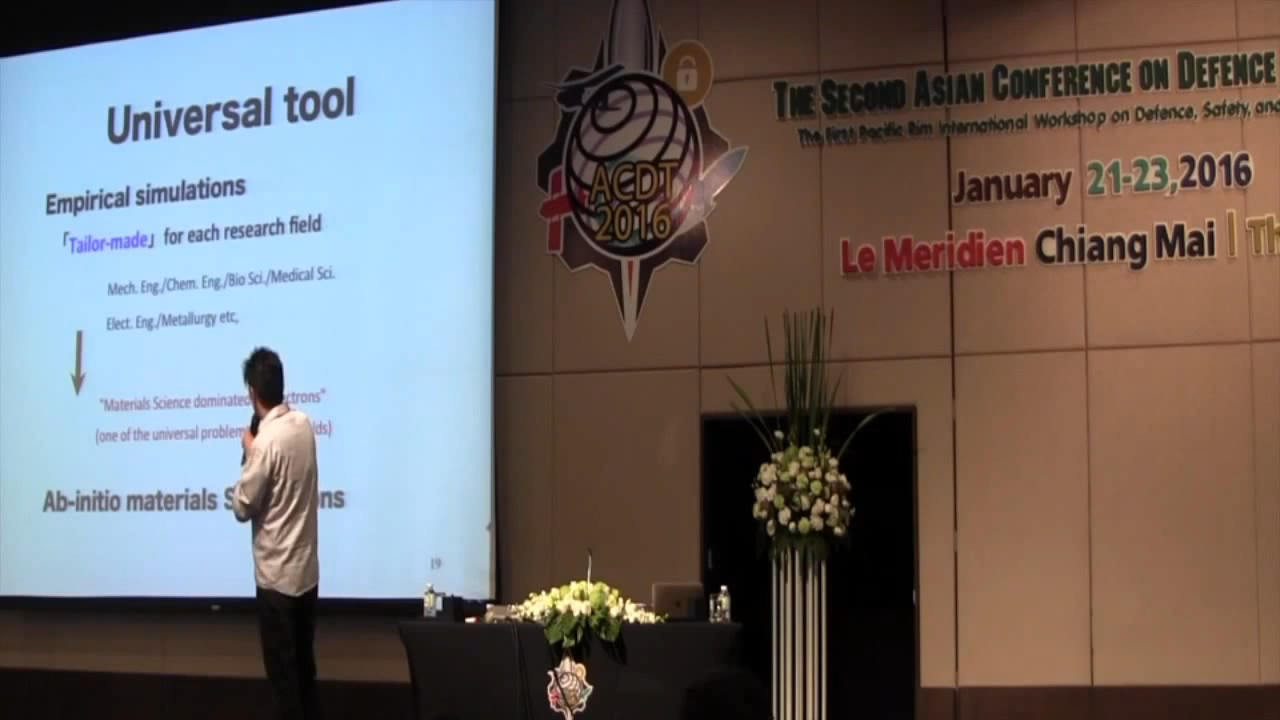 Universal tool
Empirical simulations
「Tailor-made」 for each research field
Mech. Eng./Chem. Eng./Bio Sci./Medical Sci.
Elect. Eng./Metallurgy etc,
"Materials Science dominated
(one of the universal
Ab-initio materials
19
ACDT
2016
THE SECOND ASIAN CONFERENCE ON DEFENCE
The First Pacific Rim International Workshop on Defence, Safety, and
January 21-23,2016
Le Meridien Chiang Mai |